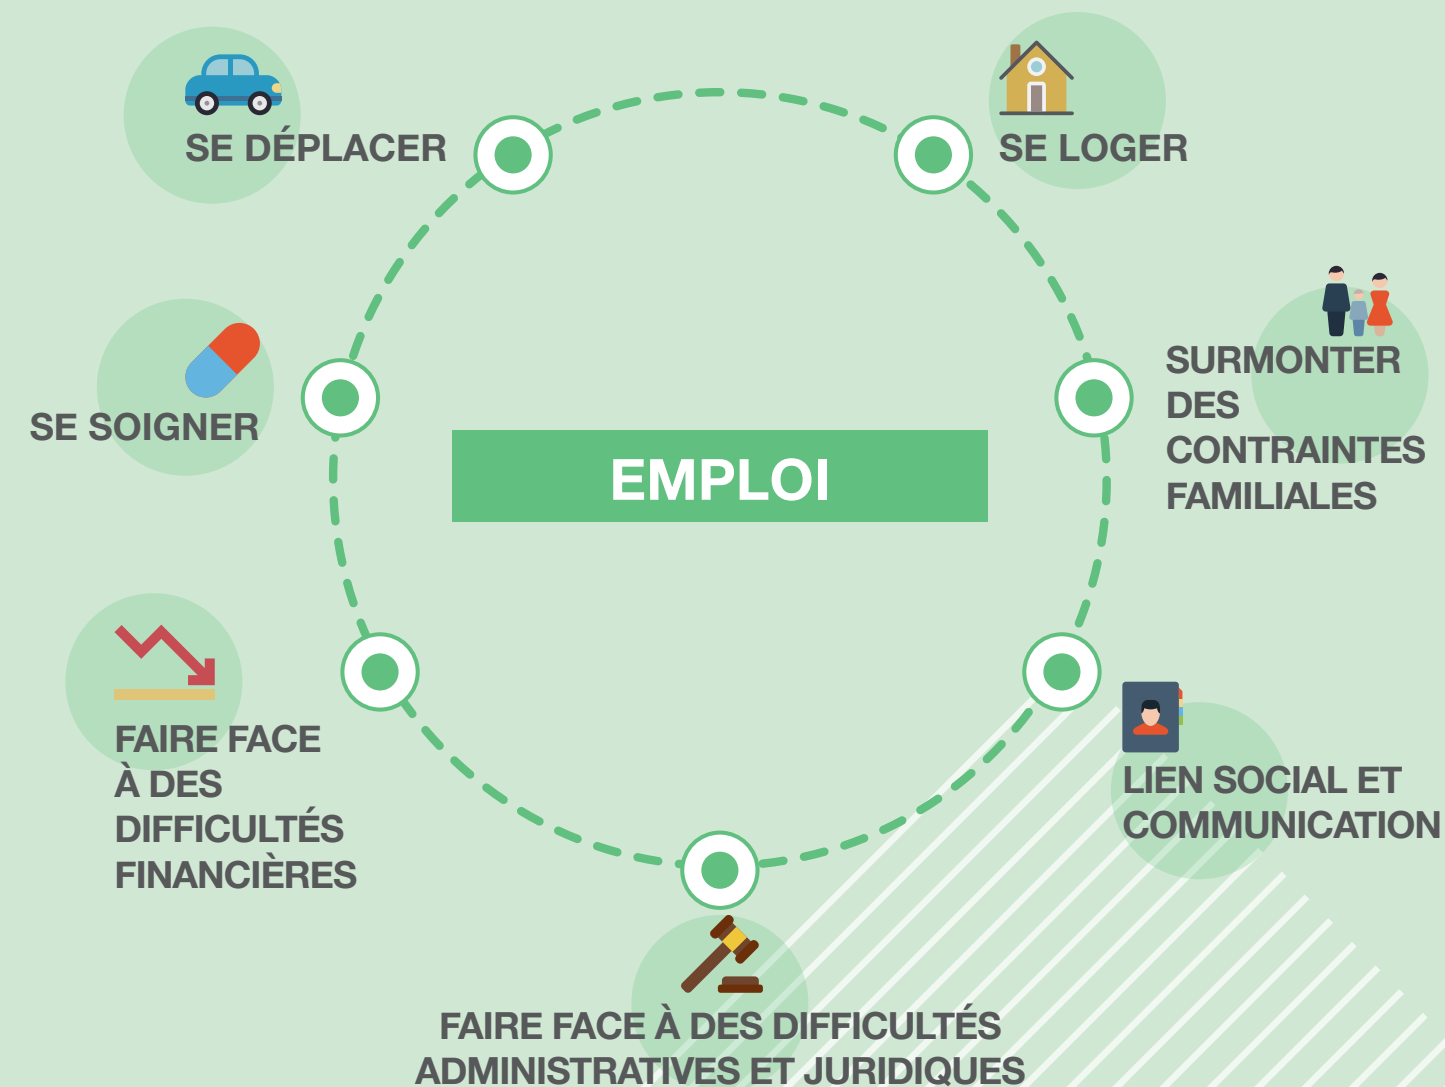 SE DÉPLACER
SE LOGER
SURMONTER
DES
CONTRAINTES
FAMILIALES
SE SOIGNER
EMPLOI
FAIRE FACE
À DES
DIFFICULTÉS
FINANCIÈRES
LIEN SOCIAL ET
COMMUNICATION
FAIRE FACE À DES DIFFICULTÉS
ADMINISTRATIVES ET JURIDIQUES